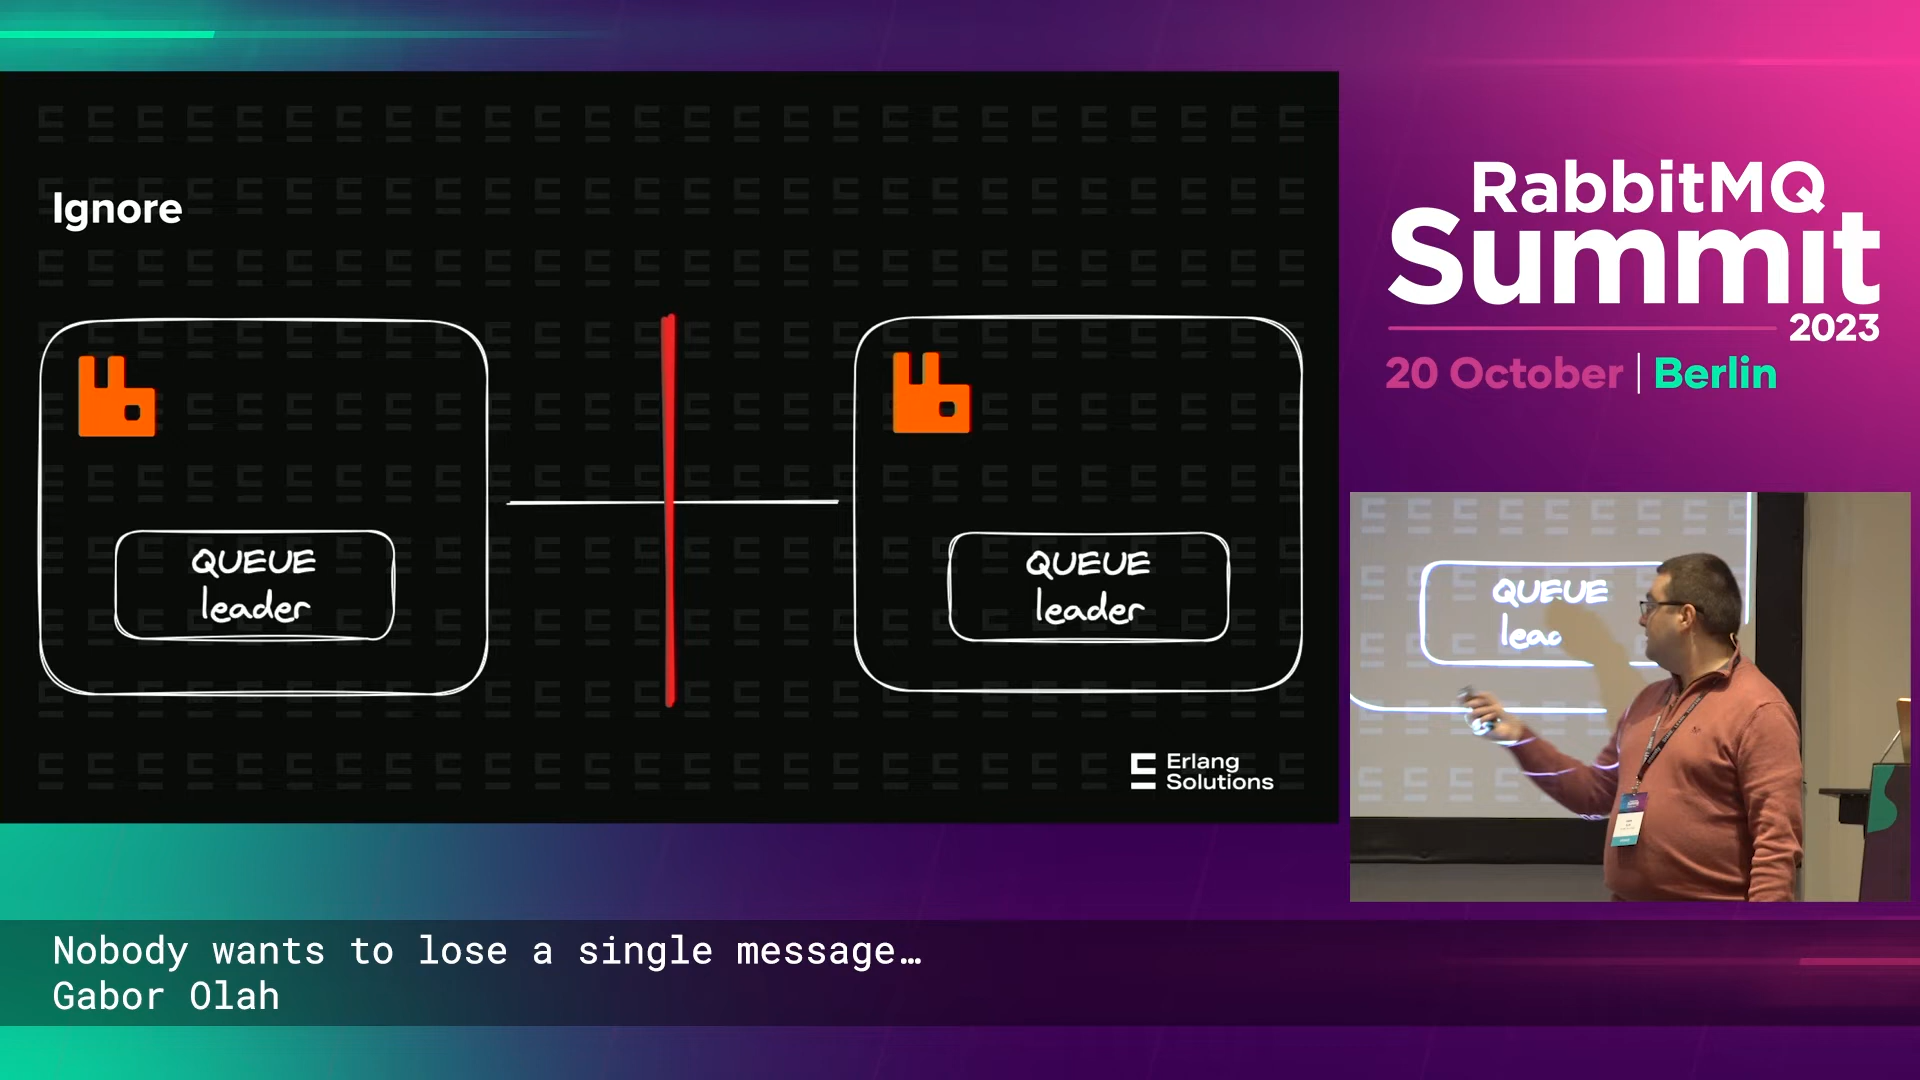 Ignore
QUEUE
leader
QUEUE
leader
Erlang
Solutions
RabbitMQ
Summit
2023
20 October | Berlin
QUEUE
leac
Nobody wants to lose a single message…
Gabor Olah